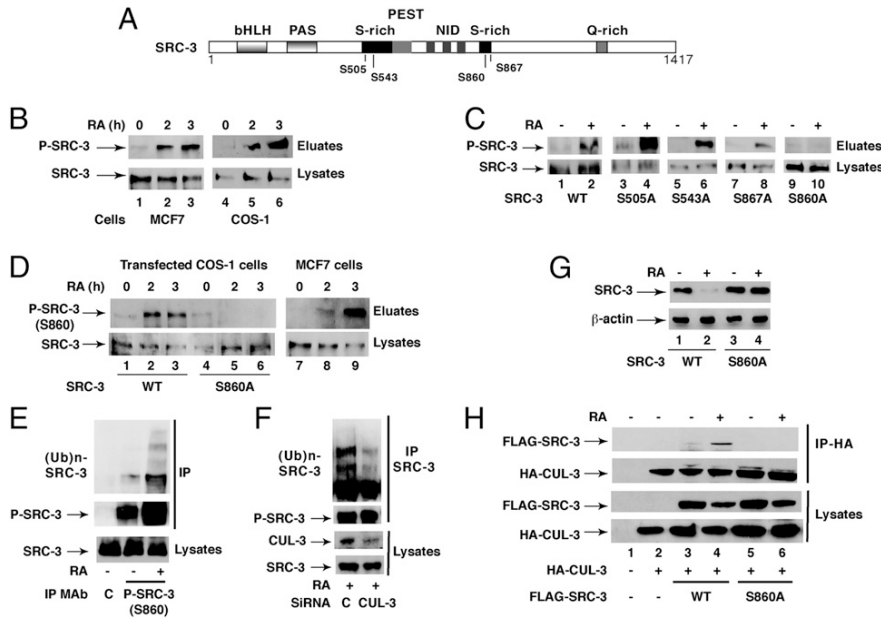 A
PEST
bHLH PAS S-rich NID S-rich Q-rich
SRC-3
1 1417
S505 S543 S860 S867
B
RA (h) 0 2 3 0 2 3
P-SRC-3 Eluates
SRC-3 Lysates
1 2 3 4 5 6
Cells MCF7 COS-1
C
RA - + - + - + - + - +
P-SRC-3 Eluates
SRC-3 Lysates
1 2 3 4 5 6 7 8 9 10
SRC-3 WT S505A S543A S867A S860A
D
Transfected COS-1 cells MCF7 cells
RA (h) 0 2 3 0 2 3 0 2 3
P-SRC-3 Eluates
(S860)
SRC-3 Lysates
1 2 3 4 5 6 7 8 9
SRC-3 WT S860A
G
RA - + - +
SRC-3
β-actin
1 2 3 4
SRC-3 WT S860A
E
(Ub)n-
SRC-3
IP
P-SRC-3
SRC-3 Lysates
RA - +
IP MAb C P-SRC-3
(S860)
F
(Ub)n-
SRC-3
IP
SRC-3
P-SRC-3
CUL-3
SRC-3
Lysates
RA + +
SiRNA C CUL-3
H
RA - - - + - +
FLAG-SRC-3
IP-HA
HA-CUL-3
FLAG-SRC-3
Lysates
HA-CUL-3
1 2 3 4 5 6
HA-CUL-3 - + + + + +
FLAG-SRC-3 - - WT S860A